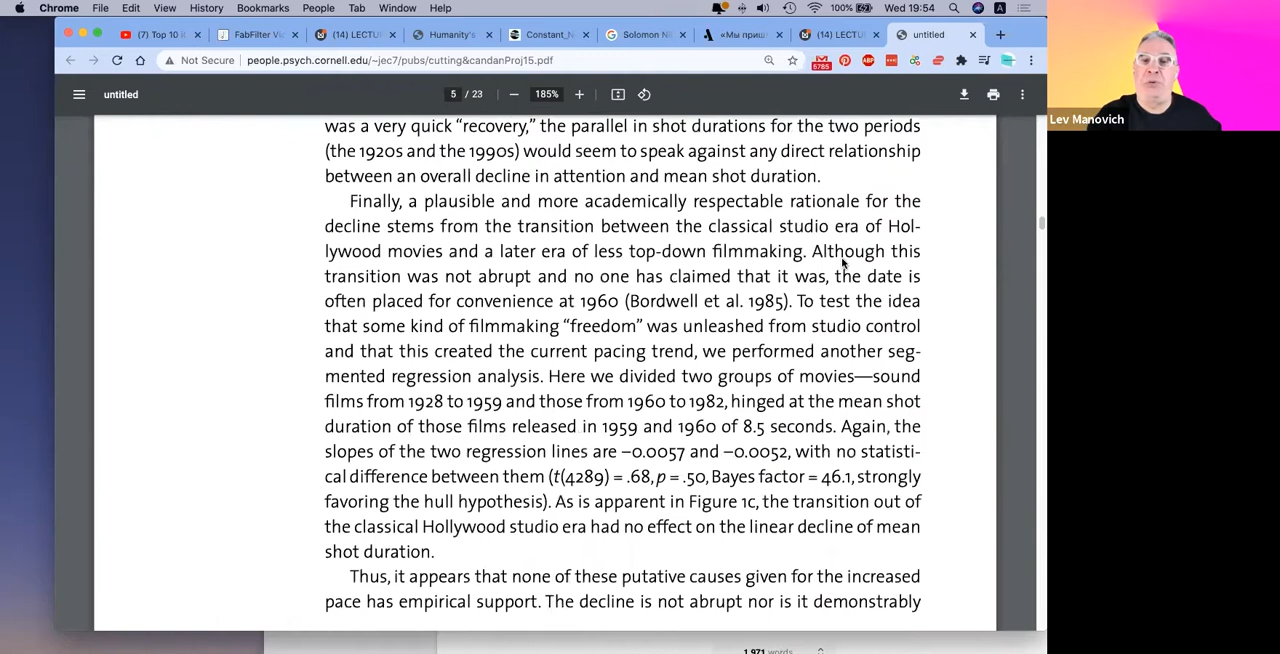 Chrome File Edit View History Bookmarks People Tab Window Help 100% Wed 19:54
(7) Top 10 I FabFilter Vi (14) LECTU Humanity's Constant_N Solomon Ni «Мы приш (14) LECTU untitled
Not Secure people.psych.cornell.edu/~jec7/pubs/cutting&candanProj15.pdf 5785 ABP
untitled 5 / 23 185%
was a very quick “recovery,” the parallel in shot durations for the two periods
(the 1920s and the 1990s) would seem to speak against any direct relationship
between an overall decline in attention and mean shot duration.
Finally, a plausible and more academically respectable rationale for the
decline stems from the transition between the classical studio era of Hol-
lywood movies and a later era of less top-down filmmaking. Although this
transition was not abrupt and no one has claimed that it was, the date is
often placed for convenience at 1960 (Bordwell et al. 1985). To test the idea
that some kind of filmmaking “freedom” was unleashed from studio control
and that this created the current pacing trend, we performed another seg-
mented regression analysis. Here we divided two groups of movies—sound
films from 1928 to 1959 and those from 1960 to 1982, hinged at the mean shot
duration of those films released in 1959 and 1960 of 8.5 seconds. Again, the
slopes of the two regression lines are –0.0057 and –0.0052, with no statisti-
cal difference between them (t(4289) = .68, p = .50, Bayes factor = 46.1, strongly
favoring the hull hypothesis). As is apparent in Figure 1c, the transition out of
the classical Hollywood studio era had no effect on the linear decline of mean
shot duration.
Thus, it appears that none of these putative causes given for the increased
pace has empirical support. The decline is not abrupt nor is it demonstrably
1,971 words
Lev Manovich